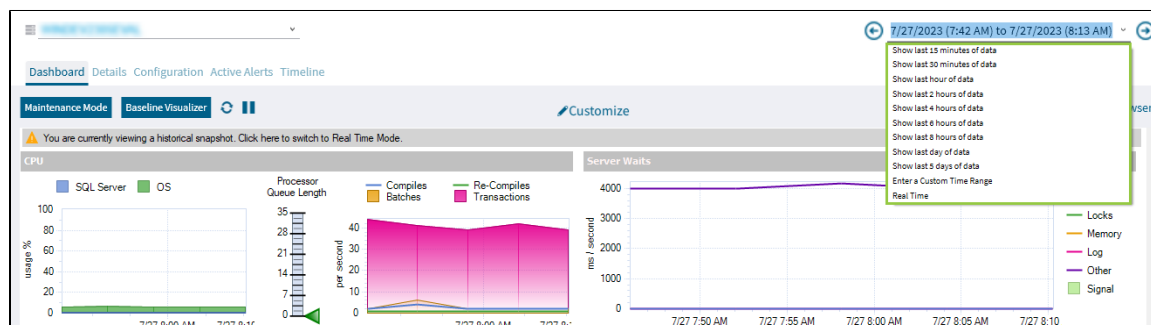 7/27/2023 (7:42 AM) to 7/27/2023 (8:13 AM)
Show last 15 minutes of data
Show last 30 minutes of data
Show last hour of data
Show last 2 hours of data
Show last 4 hours of data
Show last 6 hours of data
Show last 8 hours of data
Show last day of data
Show last 5 days of data
Enter a Custom Time Range
Real Time
Dashboard Details Configuration Active Alerts Timeline
Maintenance Mode Baseline Visualizer Customize
You are currently viewing a historical snapshot. Click here to switch to Real Time Mode.
CPU
SQL Server OS
100
80
60
40
20
0
usage %
7/27 8:00 AM
Processor
Queue Length
35
28
21
14
7
0
Compiles Re-Compiles
Batches Transactions
40
30
20
10
0
per second
Server Waits
4000
3000
2000
1000
0
ms / second
7/27 7:50 AM 7/27 7:55 AM 7/27 8:00 AM 7/27 8:05 AM 7/27 8:10
Locks
Memory
Log
Other
Signal